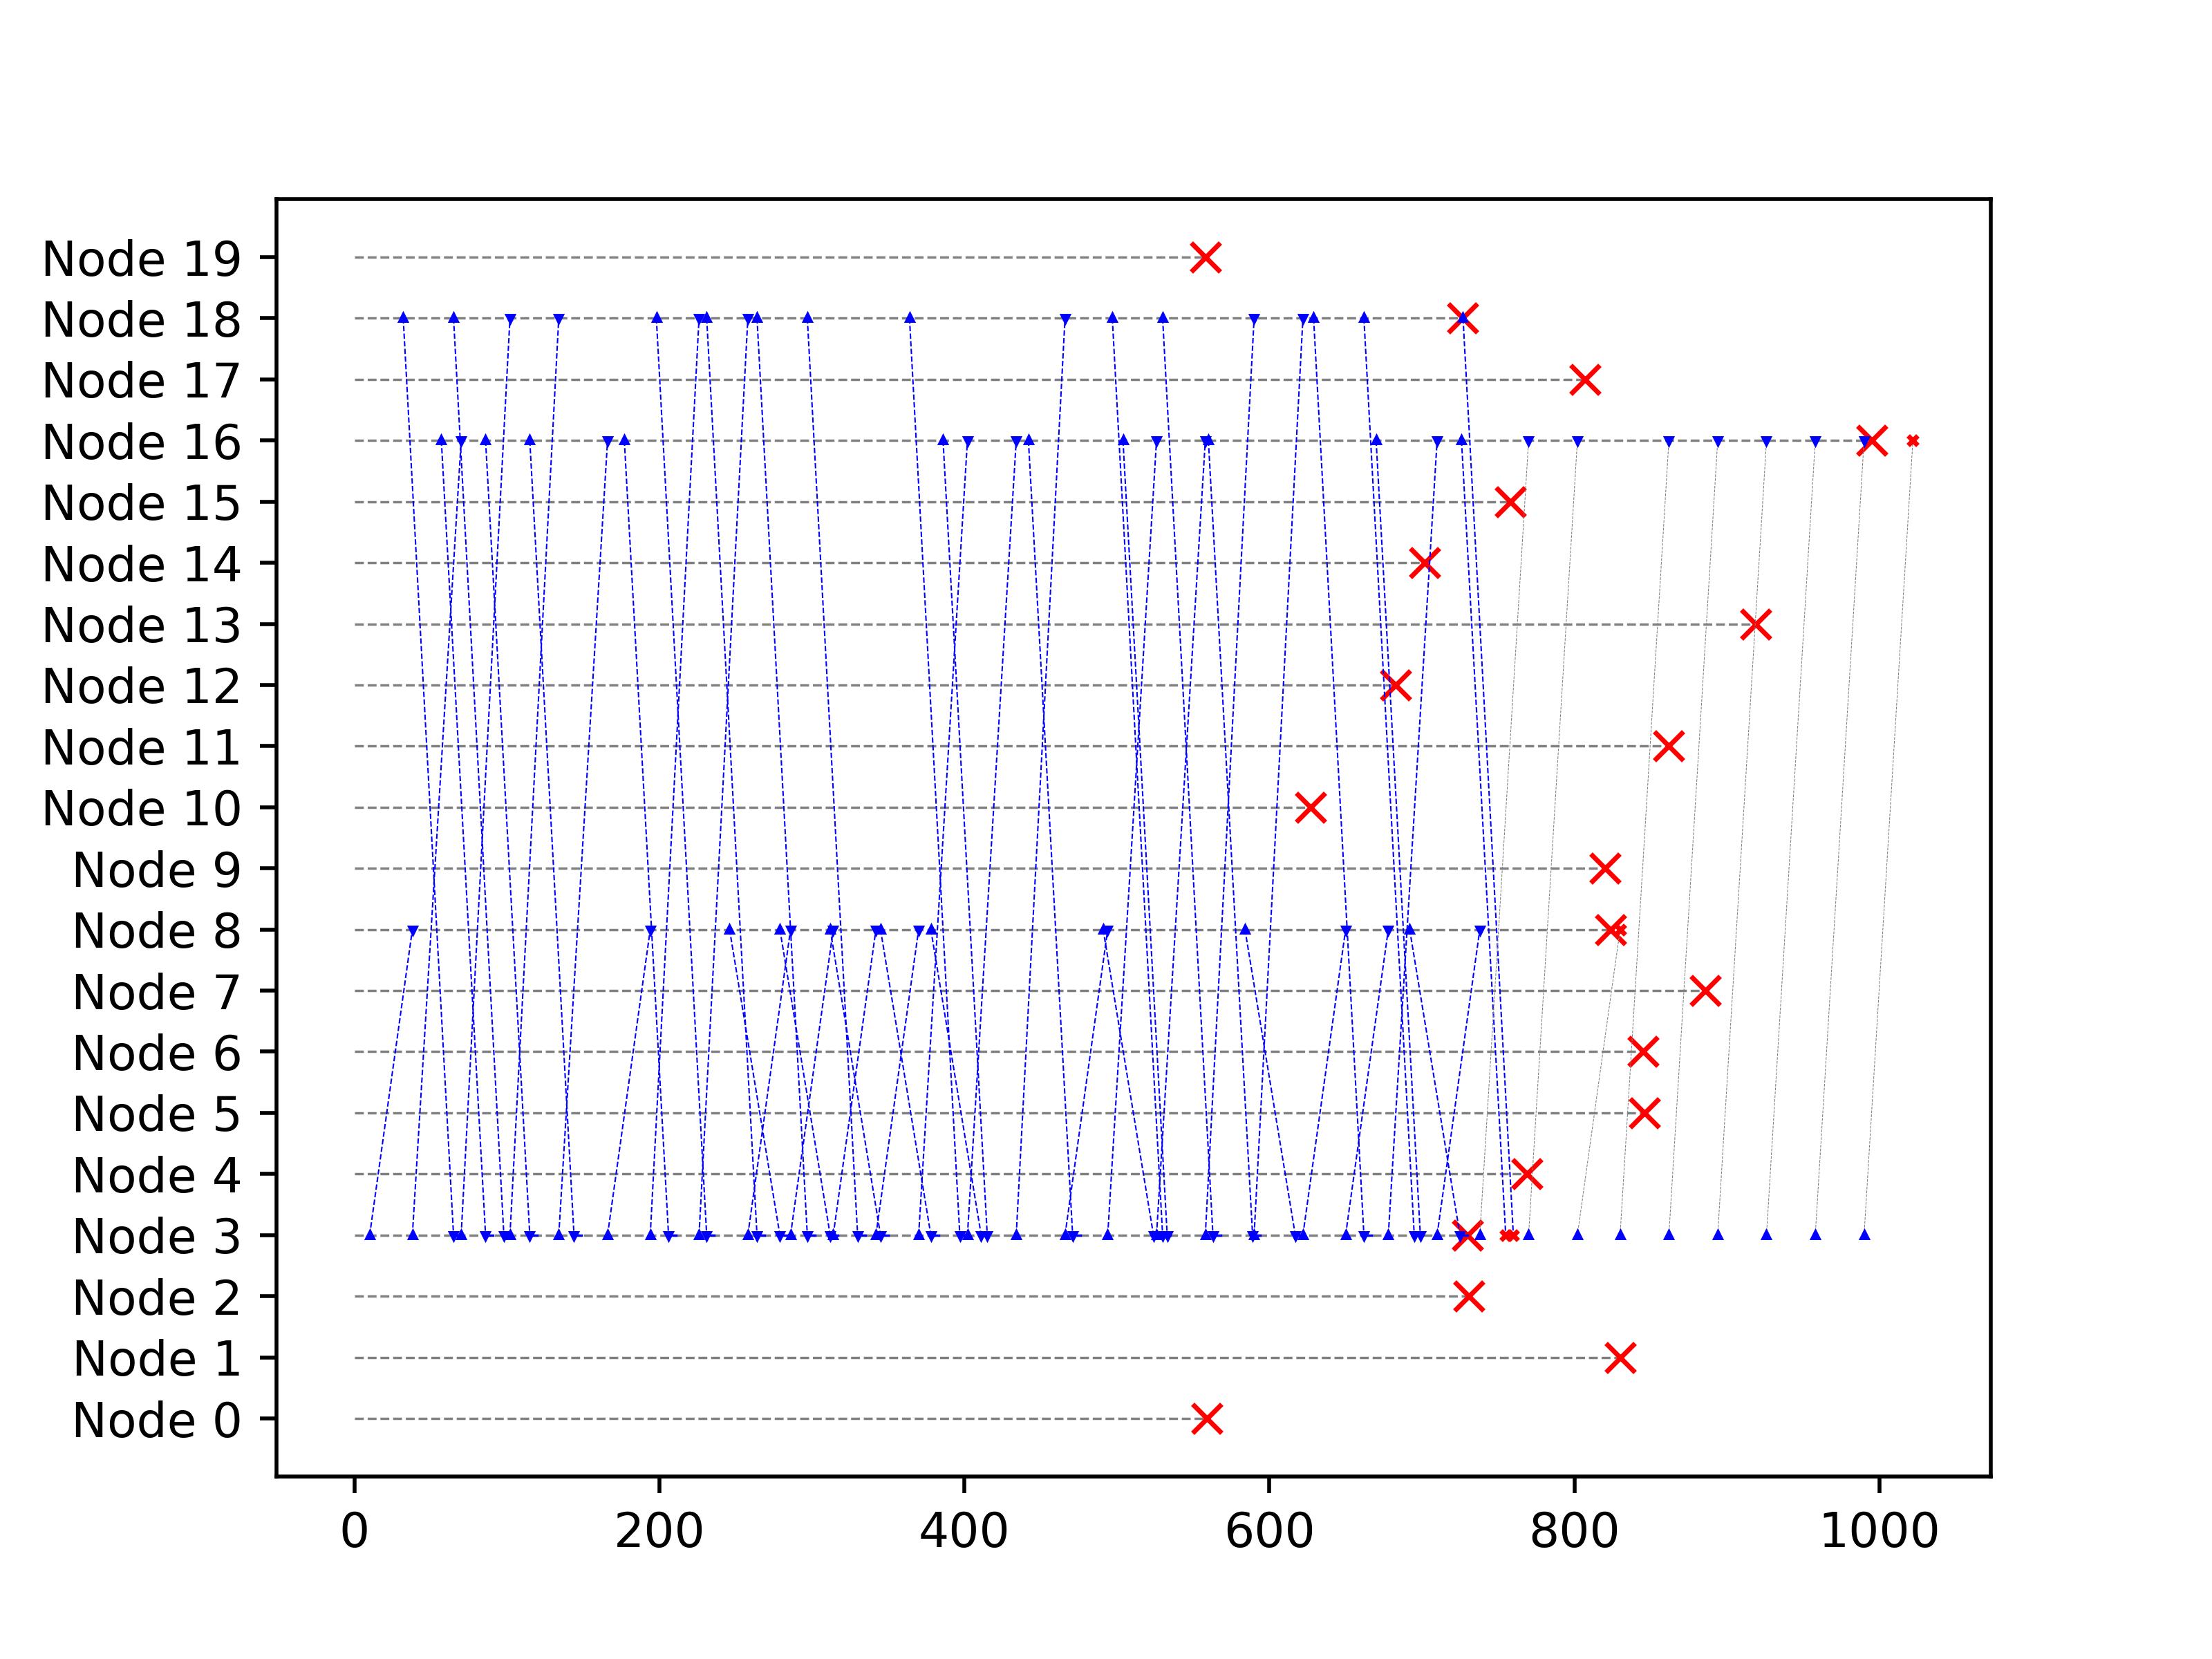 Node 19
Node 18
Node 17
Node 16
Node 15
Node 14
Node 13
Node 12
Node 11
Node 10
Node 9
Node 8
Node 7
Node 6
Node 5
Node 4
Node 3
Node 2
Node 1
Node 0
0 200 400 600 800 1000